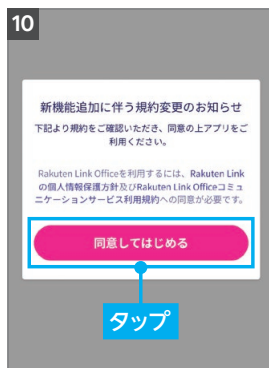 10
新機能追加に伴う規約変更のお知らせ
下記より規約をご確認いただき、同意の上アプリをご
利用ください。
Rakuten Link Officeを利用するには、Rakuten Link
の個人情報保護方針及びRakuten Link Officeコミュ
ニケーションサービス利用規約への同意が必要です。
同意してはじめる
タップ